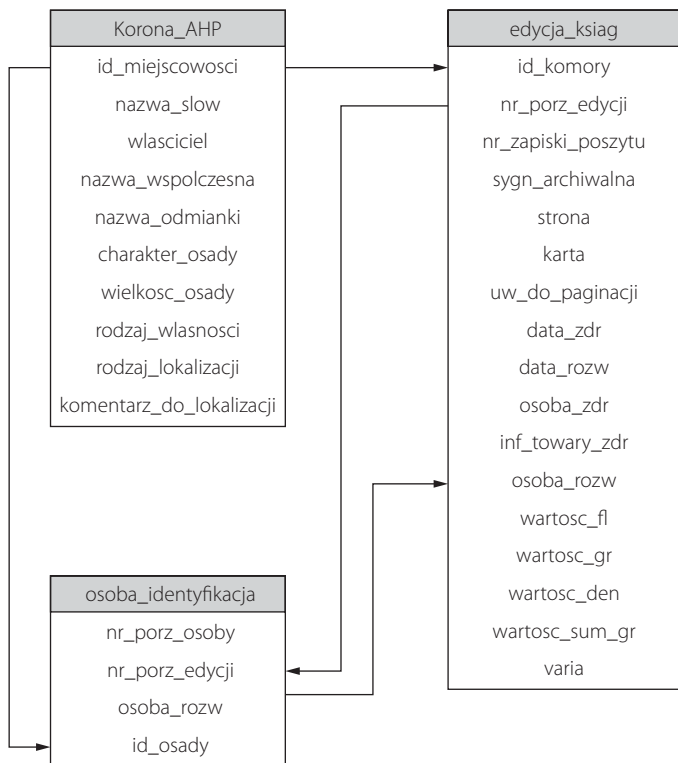 Korona_AHP
id_miejscowosci
nazwa_slow
wlasciciel
nazwa_wspolczesna
nazwa_odmianki
charakter_osady
wielkosc_osady
rodzaj_wlasnosci
rodzaj_lokalizacji
komentarz_do_lokalizacji
edycja_ksiag
id_komory
nr_porz_edycji
nr_zapiski_poszytu
sygn_archiwalna
strona
karta
uw_do_paginacji
data_zdr
data_rozw
osoba_zdr
inf_towary_zdr
osoba_rozw
wartosc_fl
wartosc_gr
wartosc_den
wartosc_sum_gr
varia
osoba_identyfikacja
nr_porz_osoby
nr_porz_edycji
osoba_rozw
id_osady